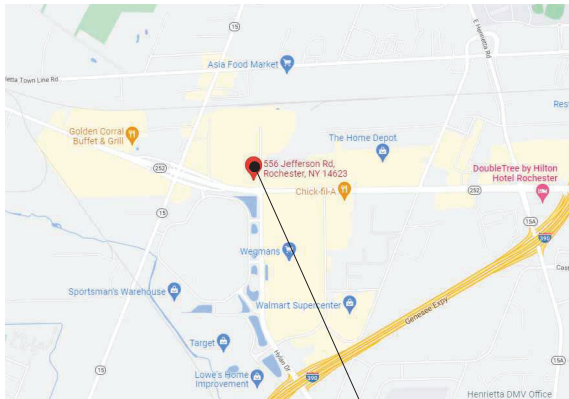 15
E Henrietta Rd
Asia Food Market
ietta Town Line Rd
Rest
Golden Corral
Buffet & Grill
The Home Depot
252
556 Jefferson Rd,
Rochester, NY 14623
DoubleTree by Hilton
Hotel Rochester
Chick-fil-A
252
15
15A
390
Wegmans
Sportsman's Warehouse
Walmart Supercenter
Genesee Expy
Target
Hylan Dr
15A
15
Lowe's Home
Improvement
390
Henrietta DMV Office